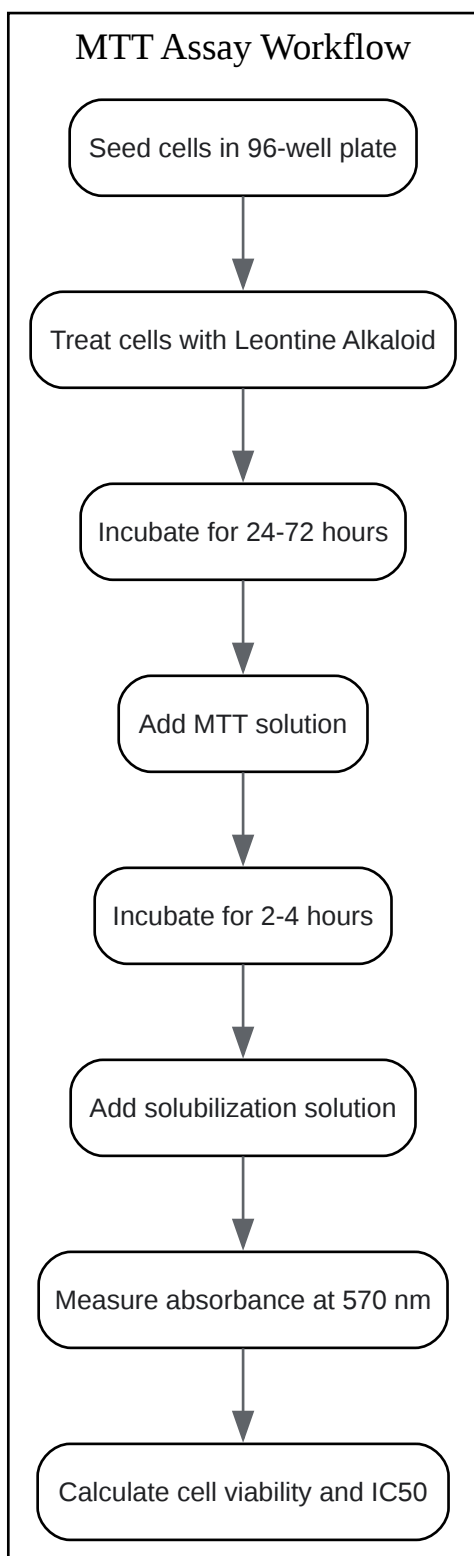 MTT Assay Workflow
Seed cells in 96-well plate
Treat cells with Leontine Alkaloid
Incubate for 24-72 hours
Add MTT solution
Incubate for 2-4 hours
Add solubilization solution
Measure absorbance at 570 nm
Calculate cell viability and IC50